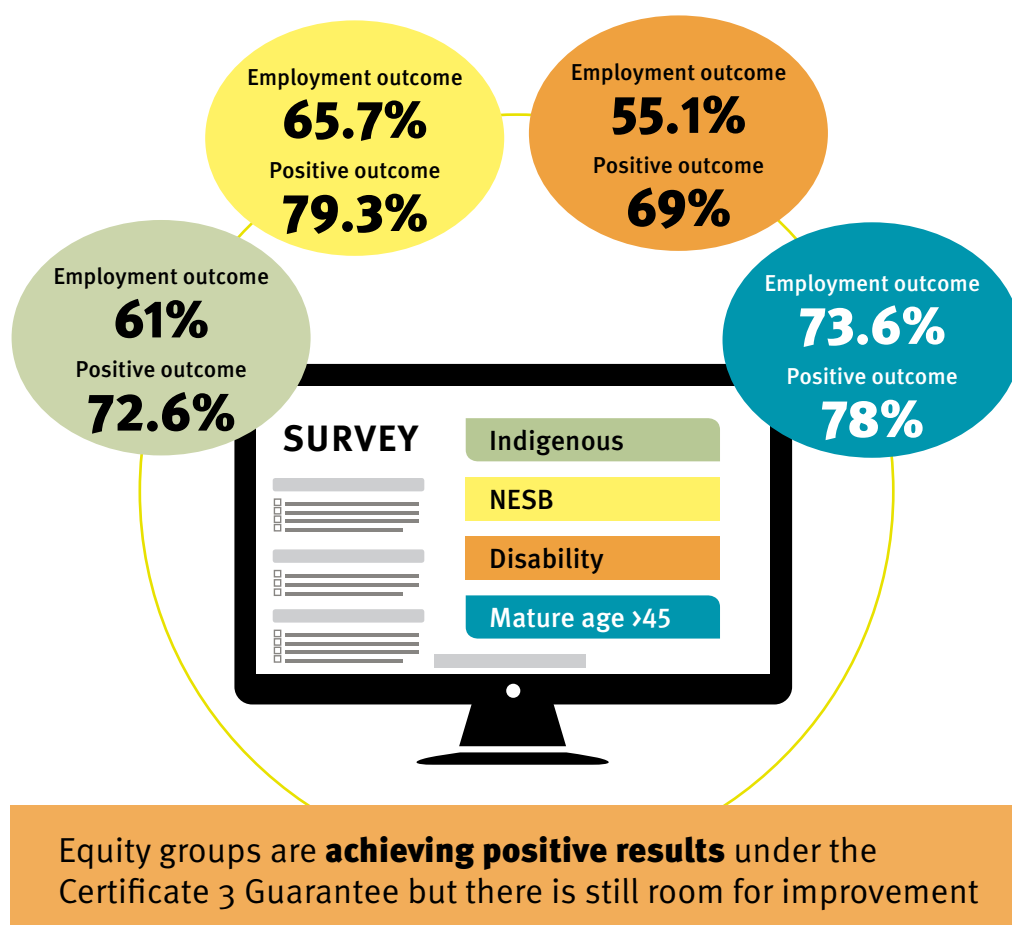 Employment outcome
65.7%
Positive outcome
79.3%
Employment outcome
55.1%
Positive outcome
69%
Employment outcome
61%
Positive outcome
72.6%
Employment outcome
73.6%
Positive outcome
78%
SURVEY
Indigenous
NESB
Disability
Mature age >45
Equity groups are achieving positive results under the
Certificate 3 Guarantee but there is still room for improvement